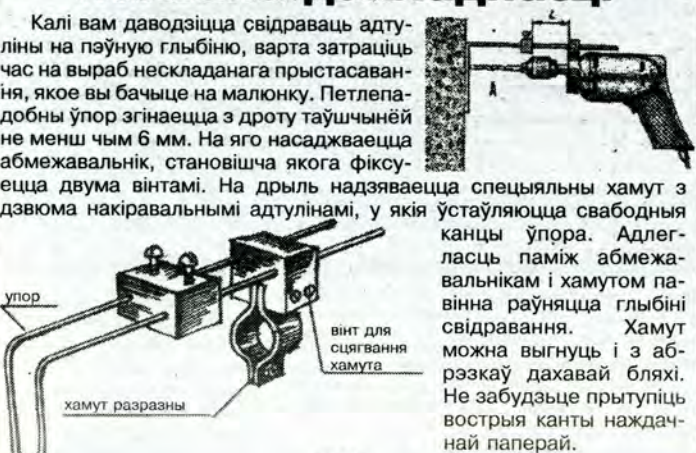 Калі вам даводзіцца свідраваць адту-
ліны на пэўную глыбіню, варта затраціць
час на выраб нескладанага прыстасаван-
ня, якое вы бачыце на малюнку. Петлепа-
добны ўпор згінаецца з дроту таўшчынёй
не менш чым 6 мм. На яго насаджваецца
абмежавальнік, становішча якога фіксу-
ецца двума вінтамі. На дрыль надзяваецца спецыяльны хамут з
дзвюма накіравальнымі адтулінамі, у якія ўстаўляюцца свабодныя
канцы ўпора. Адлег-
ласць паміж абмежа-
вальнікам і хамутом па-
вінна раўняцца глыбіні
свідравання. Хамут
можна выгнуць і з аб-
рэзкаў дахавай бляхі.
Не забудзьце прытупіць
вострыя канты наждач-
най паперай.
A
упор
вінт для
сцягвання
хамута
хамут разразны